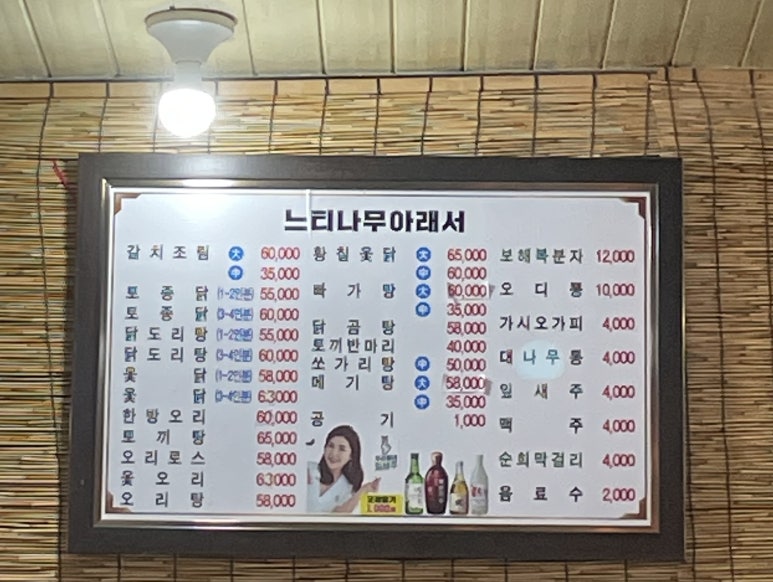 느티나무아래서
갈치조림 大 60,000
中 35,000
토종닭 (1~2인분) 55,000
토종닭 (3~4인분) 60,000
닭도리탕 (1~2인분) 55,000
닭도리탕 (3~4인분) 60,000
옻닭 (1~2인분) 58,000
옻닭 (3~4인분) 63,000
한방오리 60,000
토끼탕 65,000
오리로스 58,000
옻오리 63,000
오리탕 58,000
황칠옻닭 大 65,000
中 60,000
빠가탕 大 60,000
中 35,000
닭곰탕 58,000
토끼반마리 40,000
쏘가리탕 中 50,000
메기탕 大 58,000
中 35,000
공기 1,000
보해복분자 12,000
오디통 10,000
가시오가피 4,000
대나무통 4,000
잎새주 4,000
맥주 4,000
순희막걸리 4,000
음료수 2,000